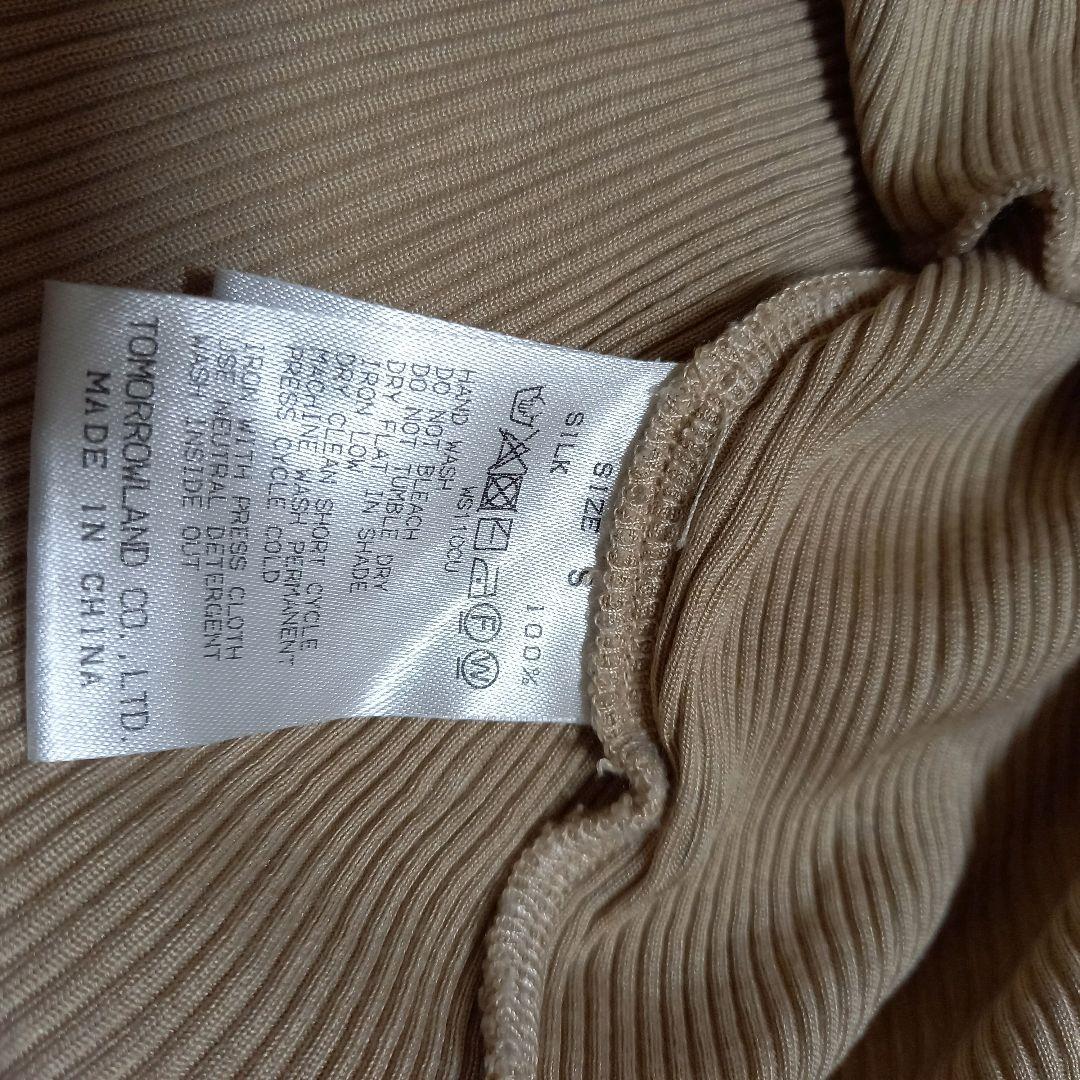 SIZE S
SILK 100%
WS1108U
HAND WASH
DO NOT BLEACH
DO NOT TUMBLE DRY
DRY FLAT IN SHADE
IRON LOW
DRY CLEAN SHORT CYCLE
MACHINE WASH PERMANENT
PRESS CYCLE COLD
IRON WITH PRESS CLOTH
USE NEUTRAL DETERGENT
WASH INSIDE OUT
TOMORROWLAND CO.,LTD.
MADE IN CHINA